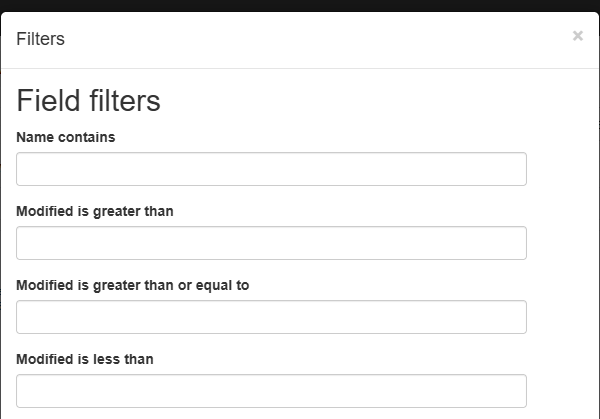 Filters ×
Field filters
Name contains
Modified is greater than
Modified is greater than or equal to
Modified is less than